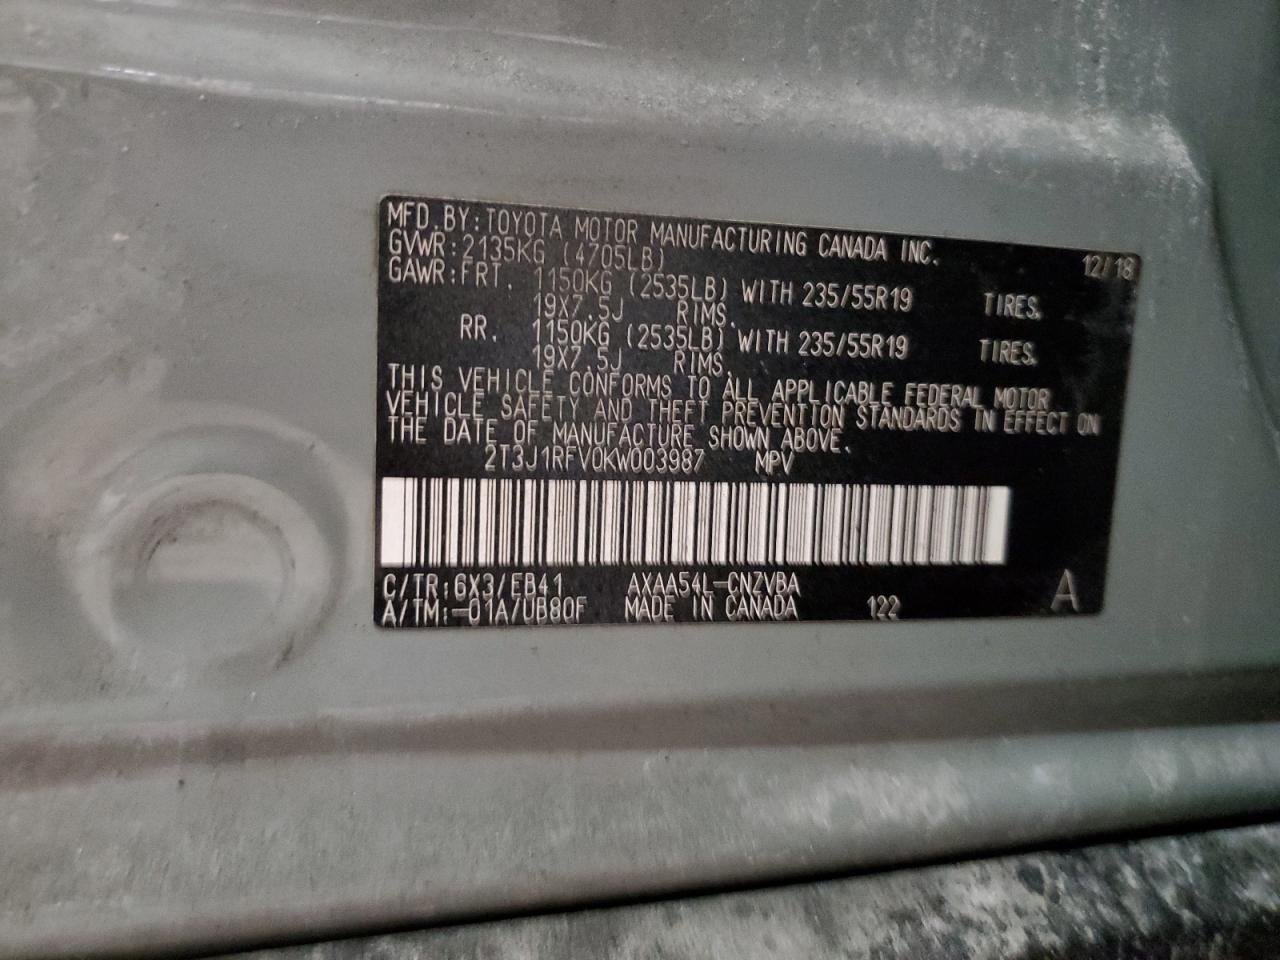 MFD.BY:TOYOTA MOTOR MANUFACTURING CANADA INC. 12/18
GVWR:2135KG (4705LB)
GAWR:FRT. 1150KG (2535LB) WITH 235/55R19 TIRES.
19X7.5J RIMS.
RR. 1150KG (2535LB) WITH 235/55R19 TIRES.
19X7.5J RIMS.
THIS VEHICLE CONFORMS TO ALL APPLICABLE FEDERAL MOTOR
VEHICLE SAFETY AND THEFT PREVENTION STANDARDS IN EFFECT ON
THE DATE OF MANUFACTURE SHOWN ABOVE.
2T3J1RFV0KW003987 MPV
C/TR:6X3/EB41 AXAA54L-CNZVBA
A/TM:-01A/UB80F MADE IN CANADA 122 A